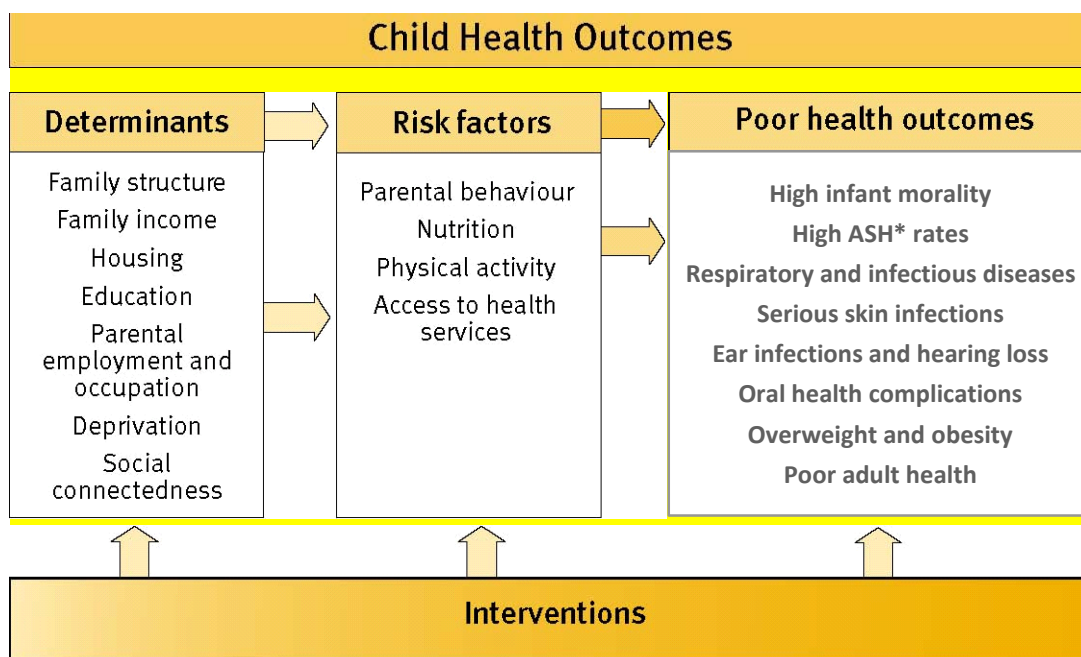 Child Health Outcomes
Determinants
Family structure
Family income
Housing
Education
Parental
employment and
occupation
Deprivation
Social
connectedness
Risk factors
Parental behaviour
Nutrition
Physical activity
Access to health
services
Poor health outcomes
High infant morality
High ASH* rates
Respiratory and infectious diseases
Serious skin infections
Ear infections and hearing loss
Oral health complications
Overweight and obesity
Poor adult health
Interventions